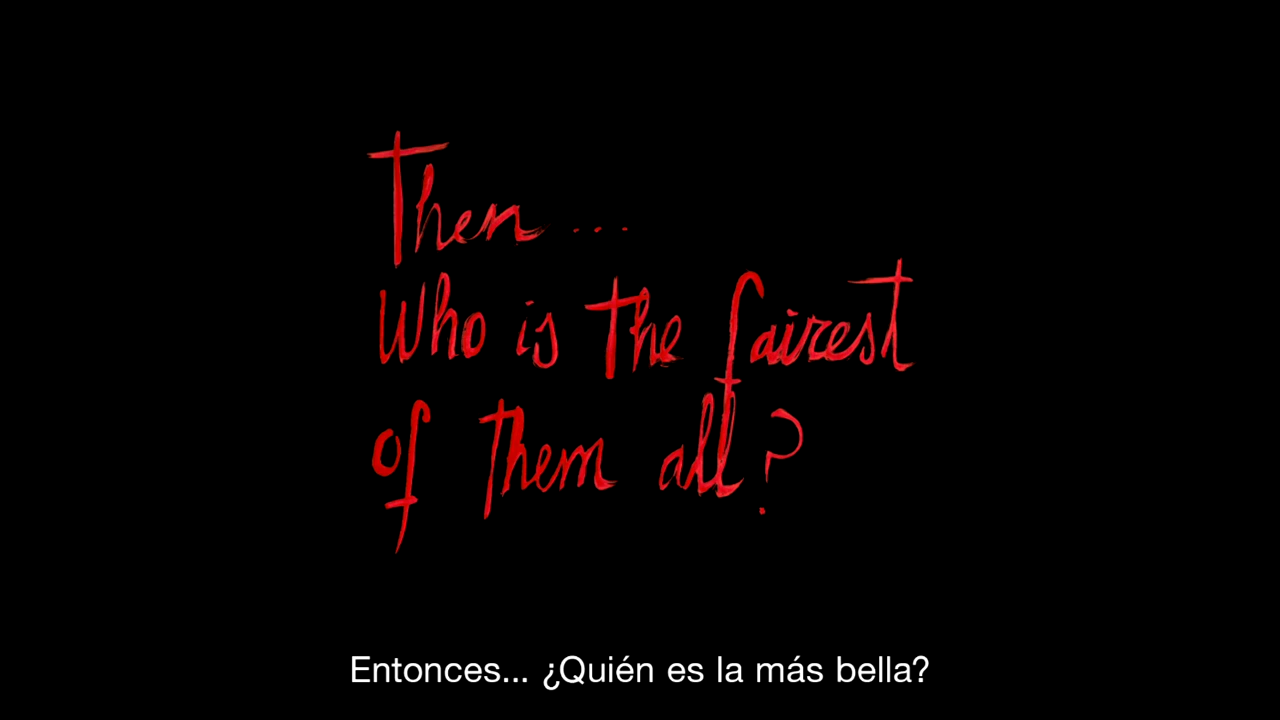 Then...
Who is the fairest
of them all?
Entonces... ¿Quién es la más bella?